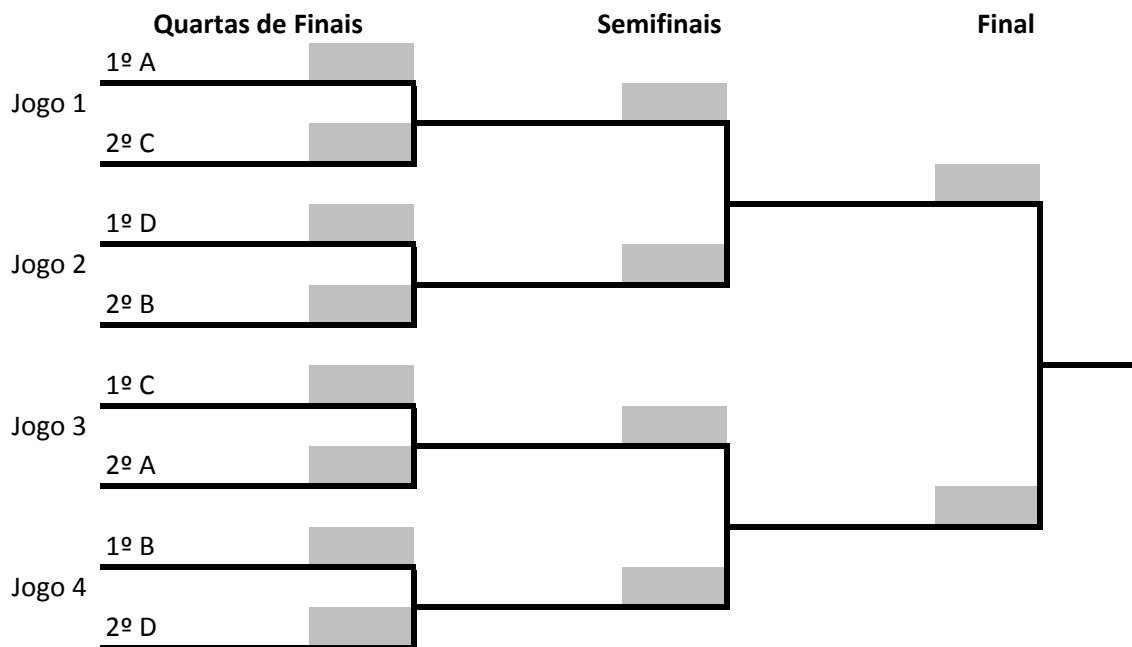 Quartas de Finais Semifinais Final
1º A
Jogo 1
2º C
1º D
Jogo 2
2º B
1º C
Jogo 3
2º A
1º B
Jogo 4
2º D